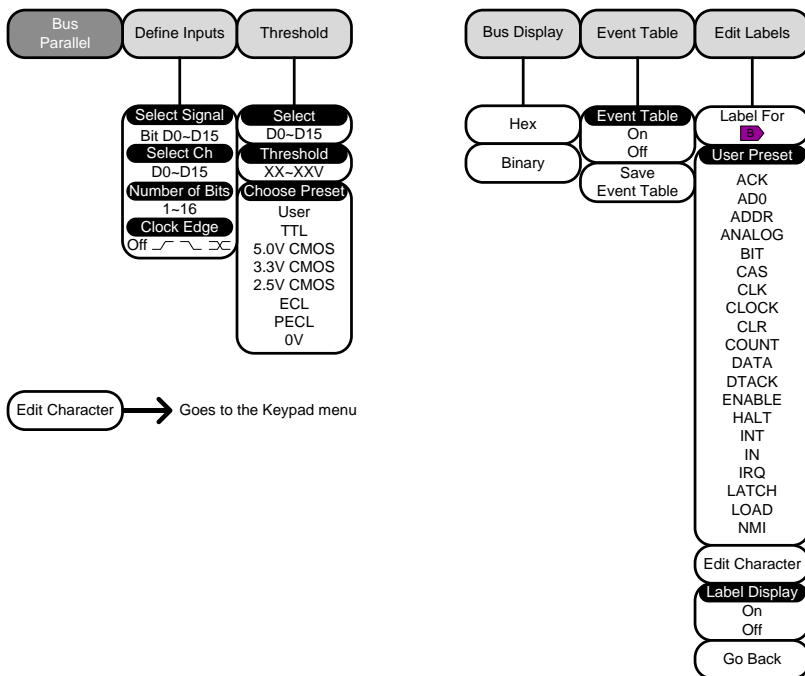 Bus
Parallel
Define Inputs
Threshold
Bus Display
Event Table
Edit Labels
Select Signal
Bit D0~D15
Select Ch
D0~D15
Number of Bits
1~16
Clock Edge
Off
Select
D0~D15
Threshold
XX~XXV
Choose Preset
User
TTL
5.0V CMOS
3.3V CMOS
2.5V CMOS
ECL
PECL
0V
Hex
Binary
Event Table
On
Off
Save
Event Table
Label For
B
User Preset
ACK
AD0
ADDR
ANALOG
BIT
CAS
CLK
CLOCK
CLR
COUNT
DATA
DTACK
ENABLE
HALT
INT
IN
IRQ
LATCH
LOAD
NMI
Edit Character
Label Display
On
Off
Go Back
Edit Character
Goes to the Keypad menu